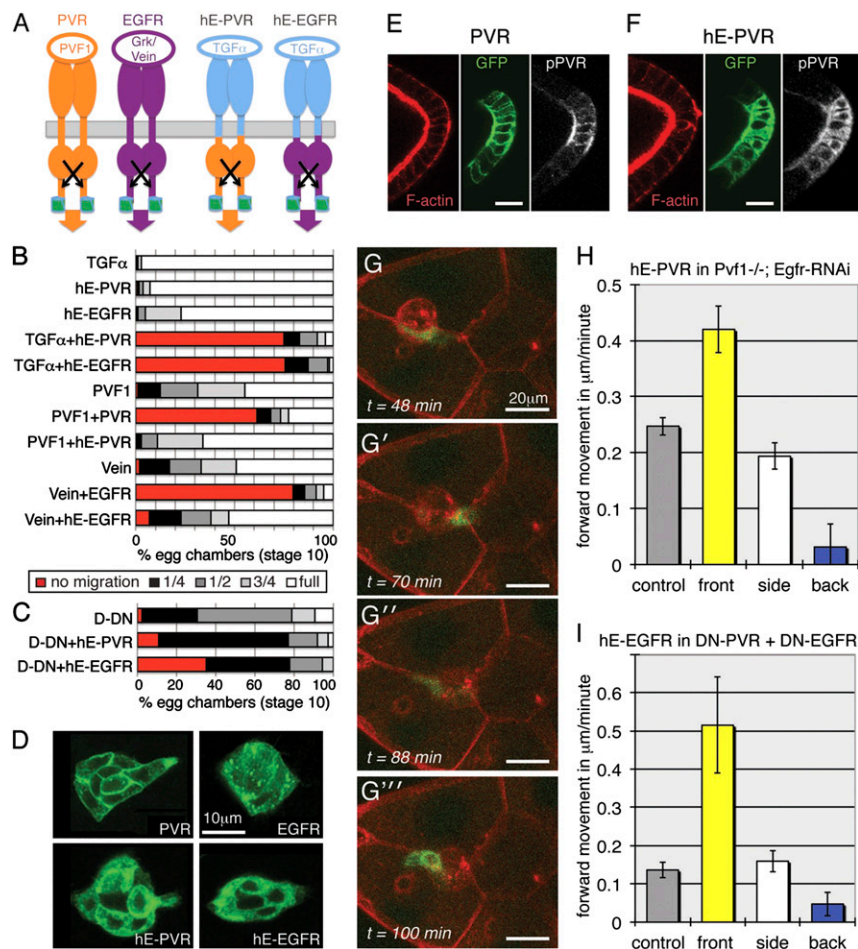 A
PVR EGFR hE-PVR hE-EGFR
PVF1 Grk/ Vein TGFα TGFα
E PVR
GFP pPVR
F-actin
F hE-PVR
GFP pPVR
F-actin
B
TGFα
hE-PVR
hE-EGFR
TGFα+hE-PVR
TGFα+hE-EGFR
PVF1
PVF1+PVR
PVF1+hE-PVR
Vein
Vein+EGFR
Vein+hE-EGFR
0 100
% egg chambers (stage 10)
no migration 1/4 1/2 3/4 full
C
D-DN
D-DN+hE-PVR
D-DN+hE-EGFR
0 20 40 60 80 100
% egg chambers (stage 10)
D
PVR
10μm
EGFR
hE-PVR
hE-EGFR
G
t = 48 min
20μm
G′
t = 70 min
G′′
t = 88 min
G′′′
t = 100 min
H
hE-PVR in Pvf1-/-; Egfr-RNAi
forward movement in μm/minute
0.5
0.4
0.3
0.2
0.1
0
control front side back
I
hE-EGFR in DN-PVR + DN-EGFR
forward movement in μm/minute
0.6
0.5
0.4
0.3
0.2
0.1
0
control front side back